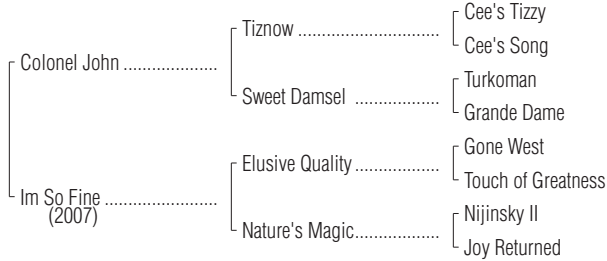 Cee's Tizzy
Tiznow ....................................
Cee's Song
Colonel John ....................
Turkoman
Sweet Damsel ..................
Grande Dame
Gone West
Elusive Quality ..................
Touch of Greatness
Im So Fine ........................
(2007)
Nijinsky II
Nature's Magic..................
Joy Returned